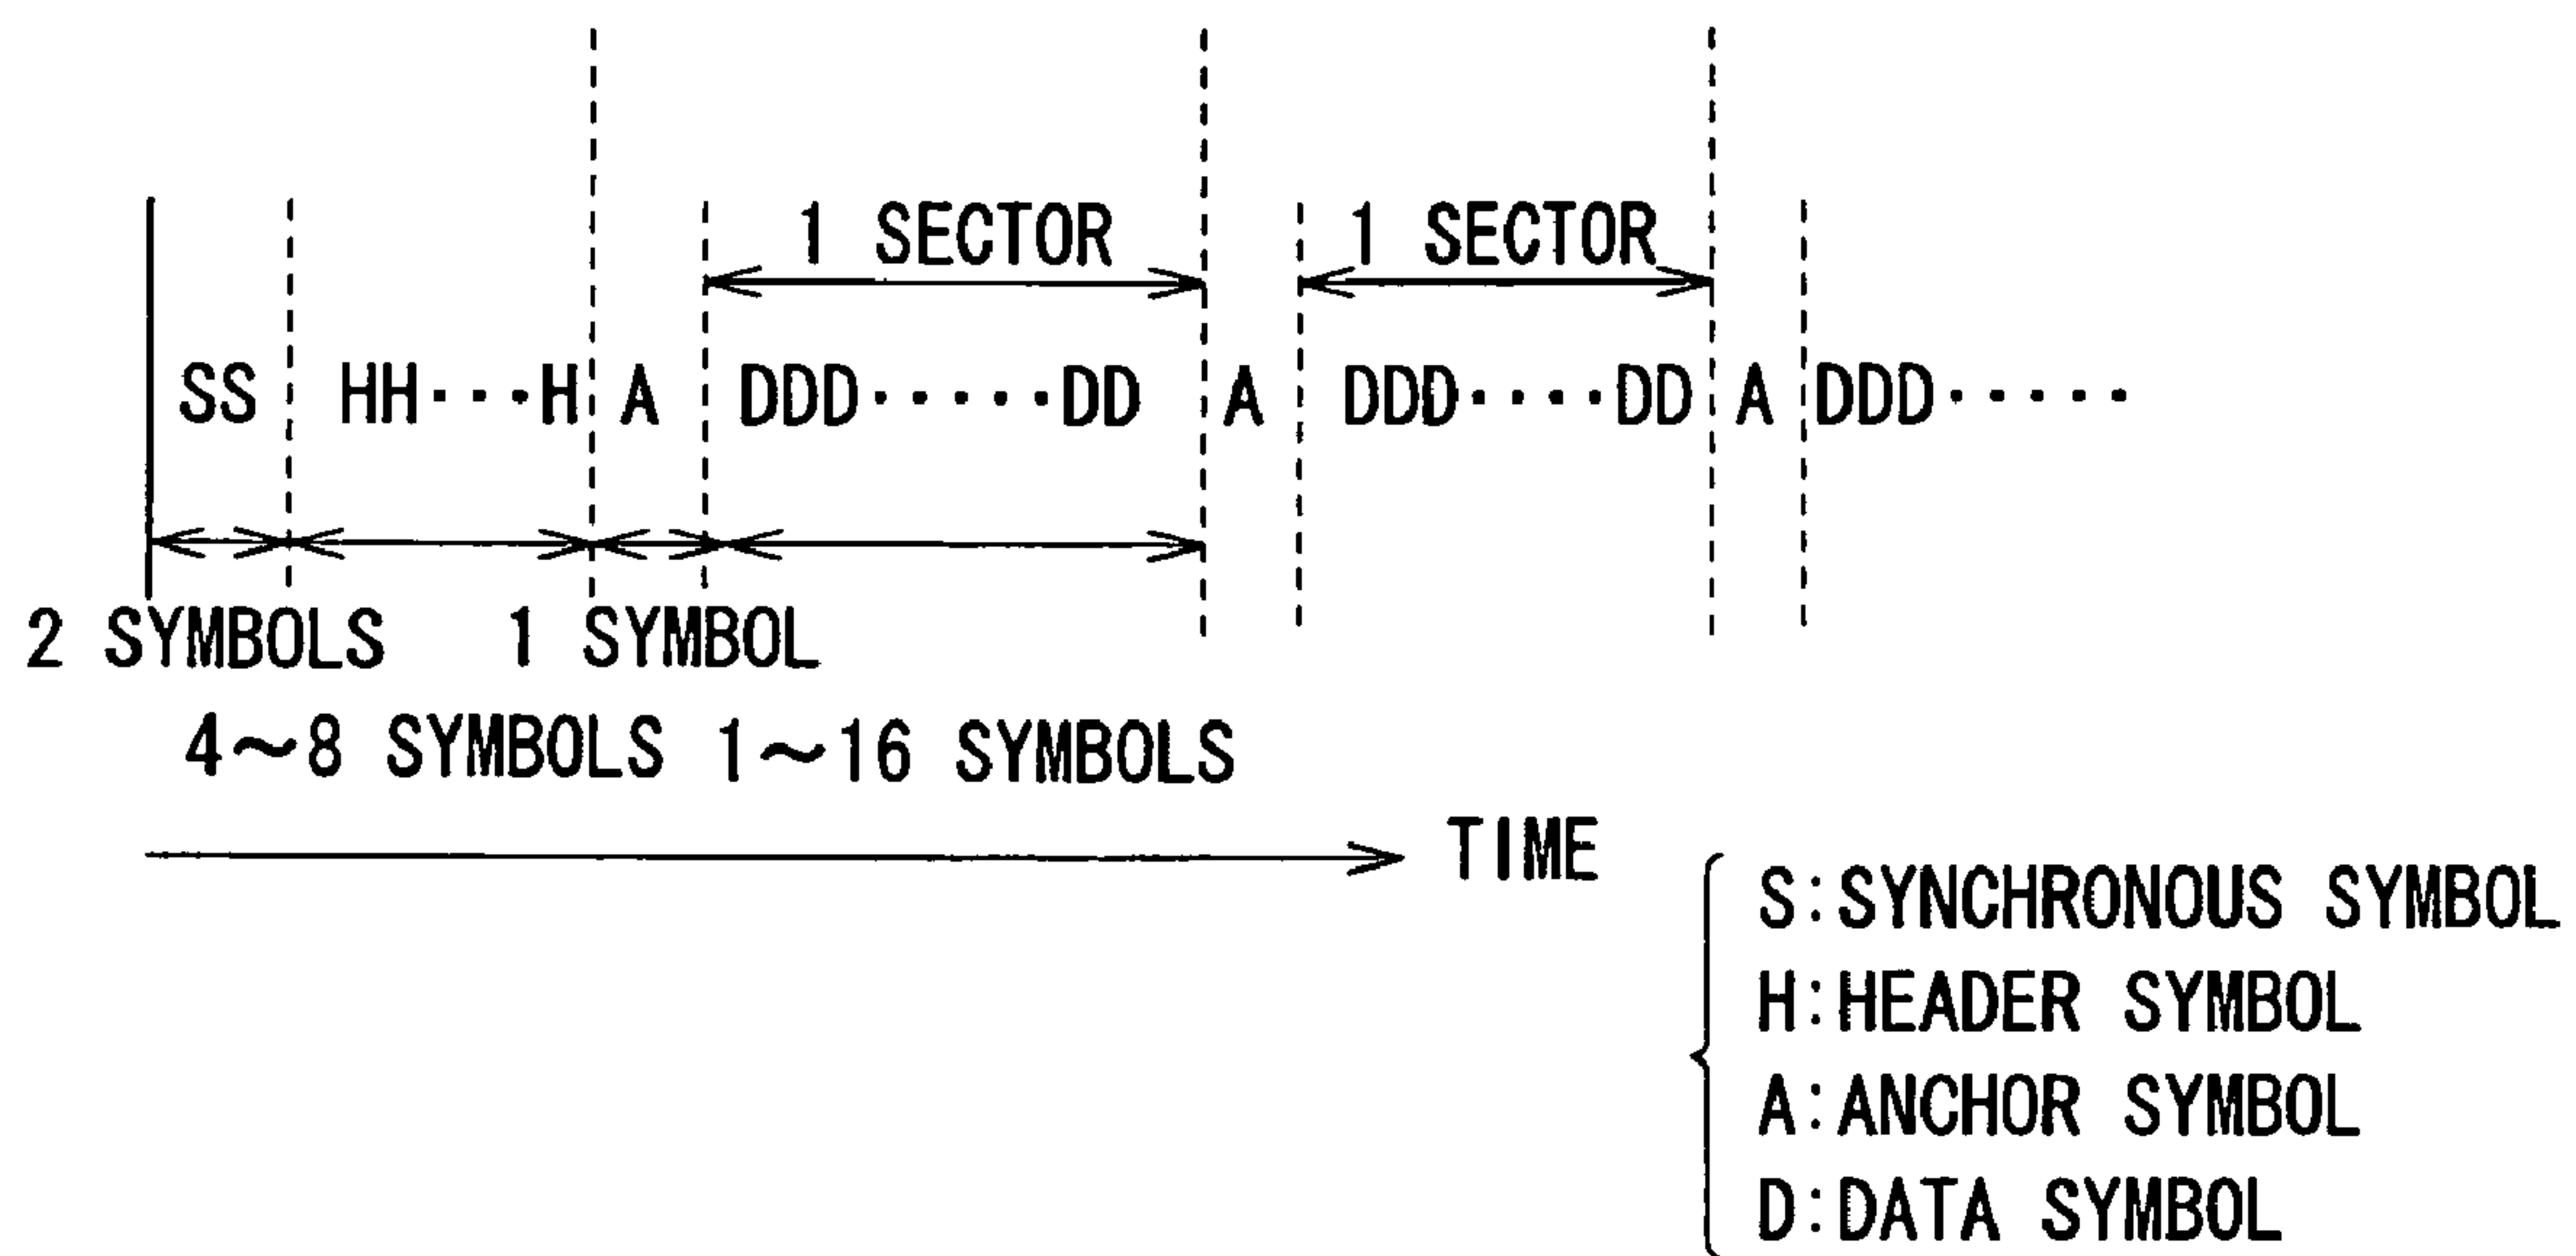 1 SECTOR 1 SECTOR
SS HH···H A DDD·····DD A DDD····DD A DDD·····
2 SYMBOLS 1 SYMBOL
4～8 SYMBOLS 1～16 SYMBOLS
TIME
S:SYNCHRONOUS SYMBOL
H:HEADER SYMBOL
A:ANCHOR SYMBOL
D:DATA SYMBOL